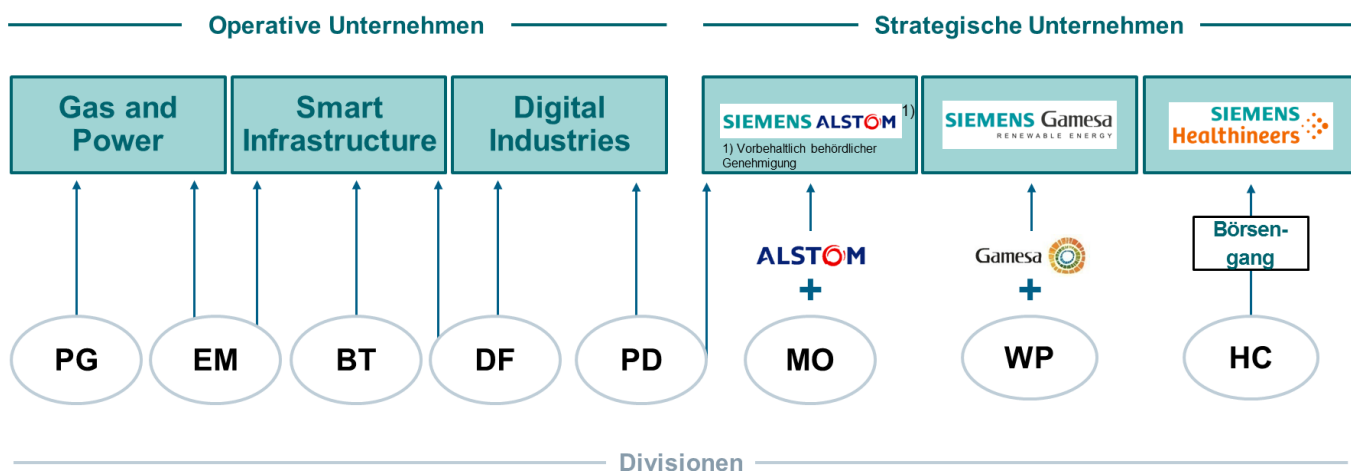 Operative Unternehmen
Strategische Unternehmen
Gas and
Power
Smart
Infrastructure
Digital
Industries
SIEMENS ALSTOM 1)
1) Vorbehaltlich behördlicher
Genehmigung
SIEMENS Gamesa
RENEWABLE ENERGY
SIEMENS
Healthineers
ALSTOM
+
Gamesa
+
Börsen-
gang
PG
EM
BT
DF
PD
MO
WP
HC
Divisionen